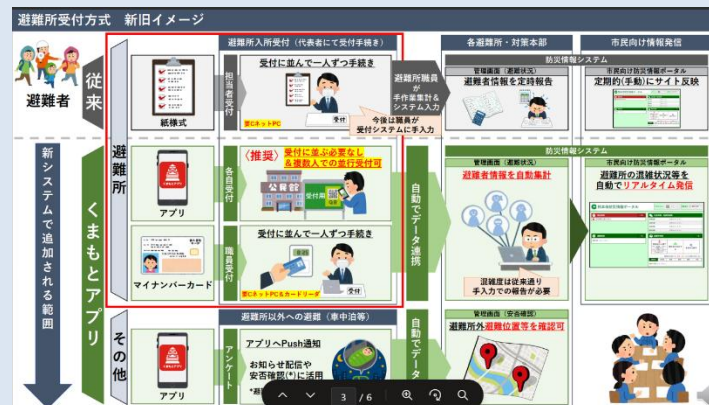 避難所受付方式 新旧イメージ
避難所入所受付（代表者にて受付手続き）
各避難所・対策本部
市民向け情報発信
避難者
従来
避難所
紙様式
担当者受付
受付に並んで一人ずつ手続き
要CネットPC
受付
避難所職員
が
手作業集計&
システム入力
今後は職員が
受付システムに手入力
防災情報システム
管理画面（避難状況）
避難者情報を定時報告
市民向け防災情報ポータル
定期的(手動)にサイト反映
新システムで追加される範囲
くまもとアプリ
アプリ
各自受付
〈推奨〉
受付に並ぶ必要なし
&複数人での並行受付可
公民館
受付用
自動でデータ連携
防災情報システム
管理画面（避難状況）
避難者情報を自動集計
混雑度は従来通り
手入力での報告が必要
市民向け防災情報ポータル
避難所の混雑状況等を
自動でリアルタイム発信
マイナンバーカード
職員受付
受付に並んで一人ずつ手続き
要CネットPC&カードリーダ
受付
その他
避難所以外への避難（車中泊等）
アプリ
アンケート
アプリへPush通知
お知らせ配信や
安否確認(*)に活用
自動でデータ
管理画面（安否確認）
避難所外避難位置等を確認可
3 / 6